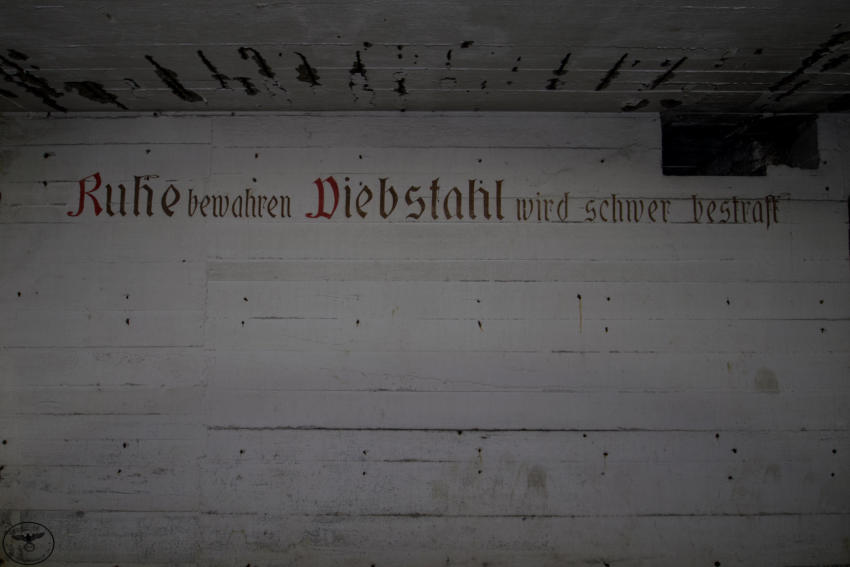 Ruhe bewahren Diebstahl wird schwer bestraft